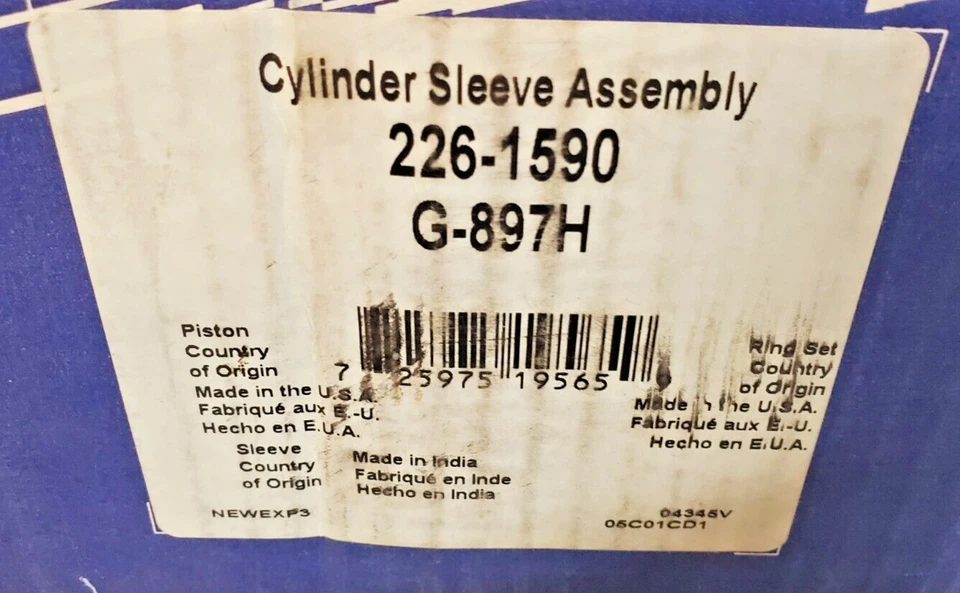 Cylinder Sleeve Assembly
226-1590
G-897H
Piston
Country
of Origin
Made in the U.S.A.
Fabriqué aux E.-U.
Hecho en E.U.A.
7 25975 19565
Ring Set
Country
of Origin
Made in the U.S.A.
Fabriqué aux E.-U.
Hecho en E.U.A.
Sleeve
Country
of Origin
Made in India
Fabriqué en Inde
Hecho en India
NEWEXP3
04345V
05C01CD1